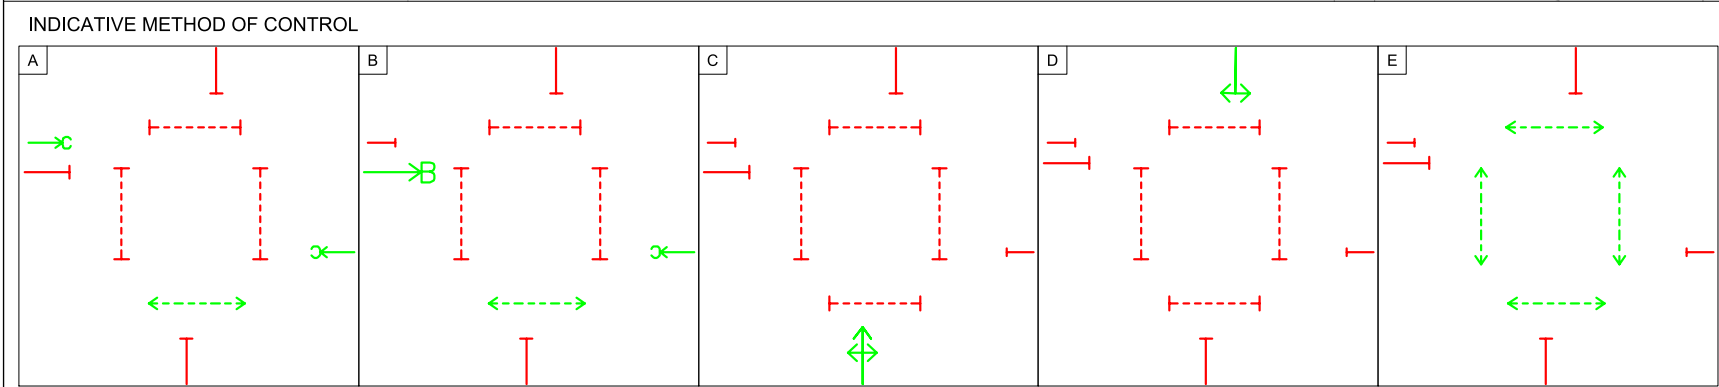 INDICATIVE METHOD OF CONTROL
A B C D E
C B
C C